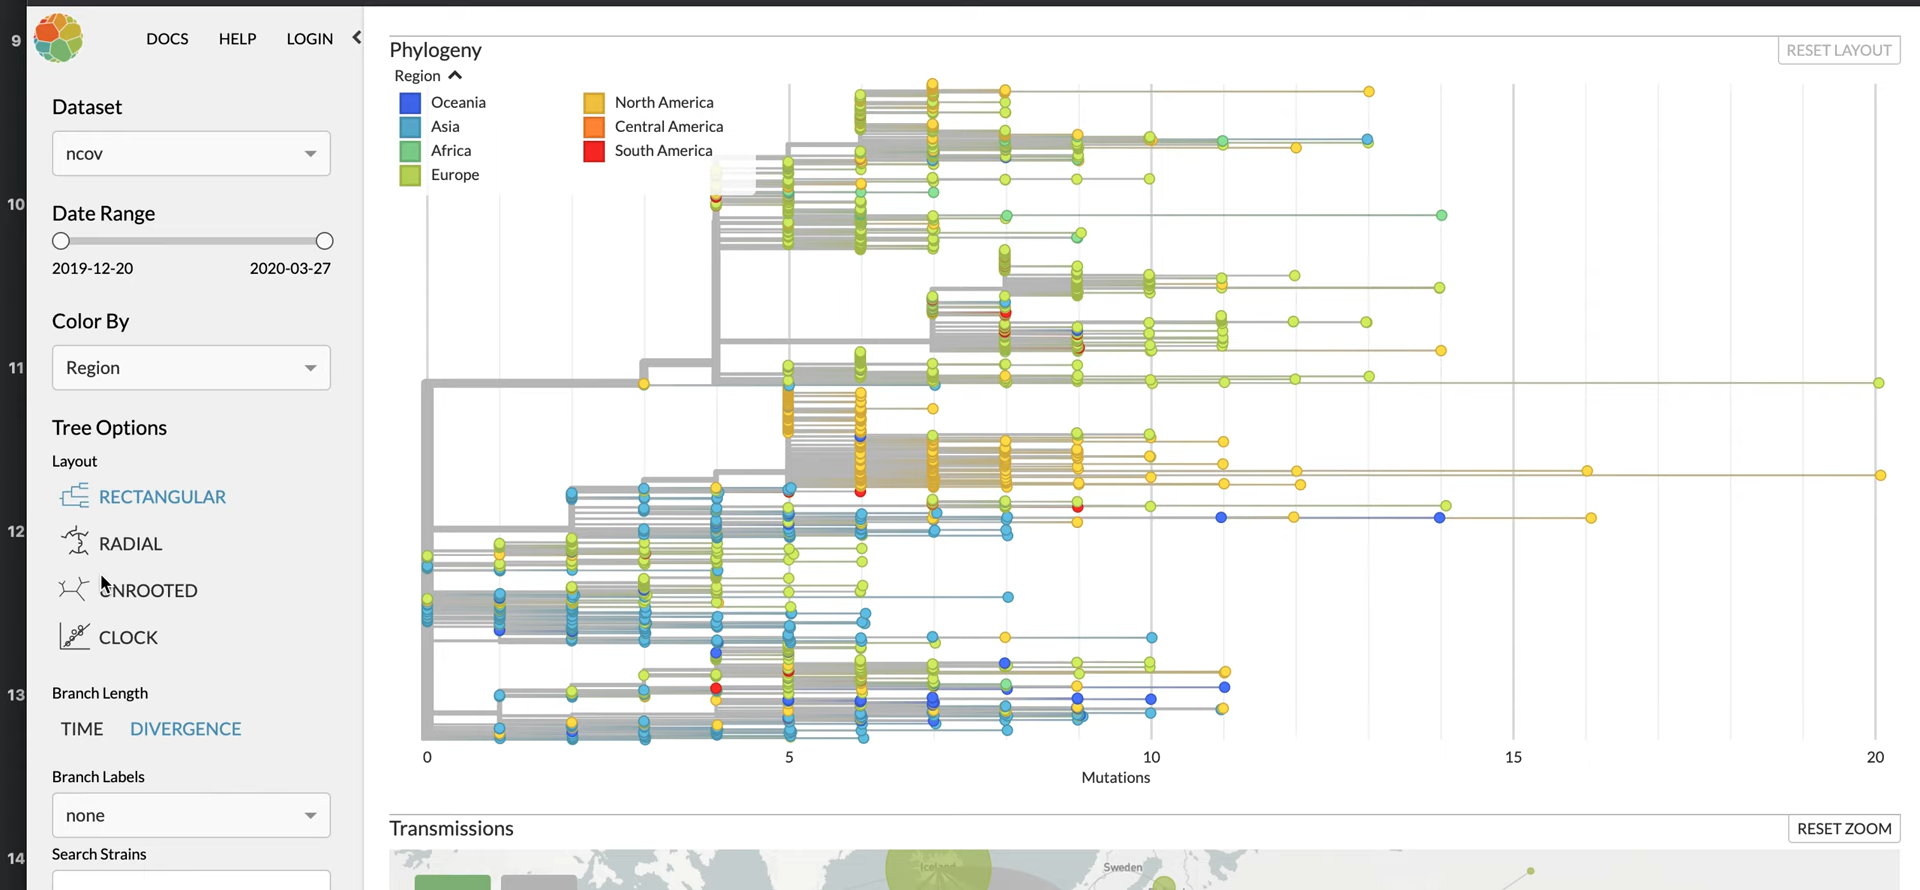 9
10
11
12
13
14
DOCS HELP LOGIN
Dataset
ncov
Date Range
2019-12-20 2020-03-27
Color By
Region
Tree Options
Layout
RECTANGULAR
RADIAL
UNROOTED
CLOCK
Branch Length
TIME DIVERGENCE
Branch Labels
none
Search Strains
Phylogeny
RESET LAYOUT
Region
Oceania North America
Asia Central America
Africa South America
Europe
0 5 10 15 20
Mutations
Transmissions
RESET ZOOM
Iceland Sweden